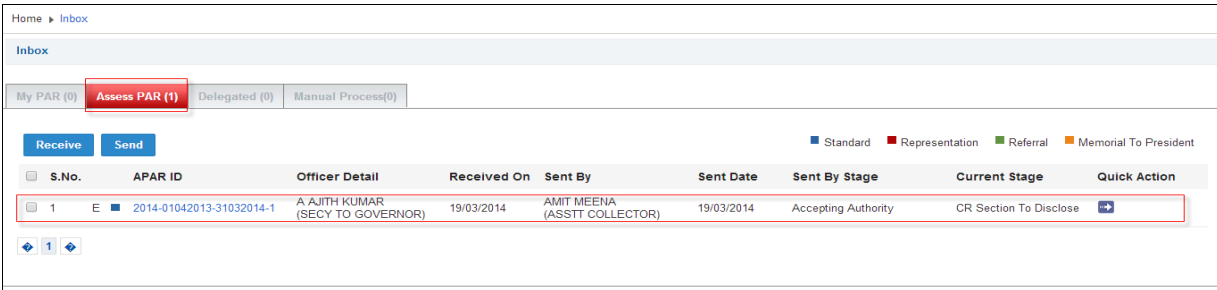 Home Inbox
Inbox
My PAR (0) Assess PAR (1) Delegated (0) Manual Process(0)
Receive Send Standard Representation Referral Memorial To President
S.No. APAR ID Officer Detail Received On Sent By Sent Date Sent By Stage Current Stage Quick Action
1 E 2014-01042013-31032014-1 A AJITH KUMAR (SECY TO GOVERNOR) 19/03/2014 AMIT MEENA (ASSTT COLLECTOR) 19/03/2014 Accepting Authority CR Section To Disclose
� 1 �